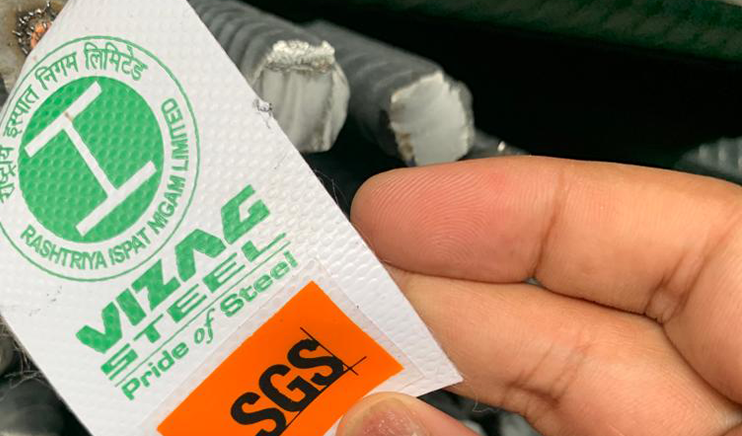 राष्ट्रीय इस्पात निगम लिमिटेड
RASHTRIYA ISPAT NIGAM LIMITED
VIZAG
STEEL
Pride of Steel
SGS